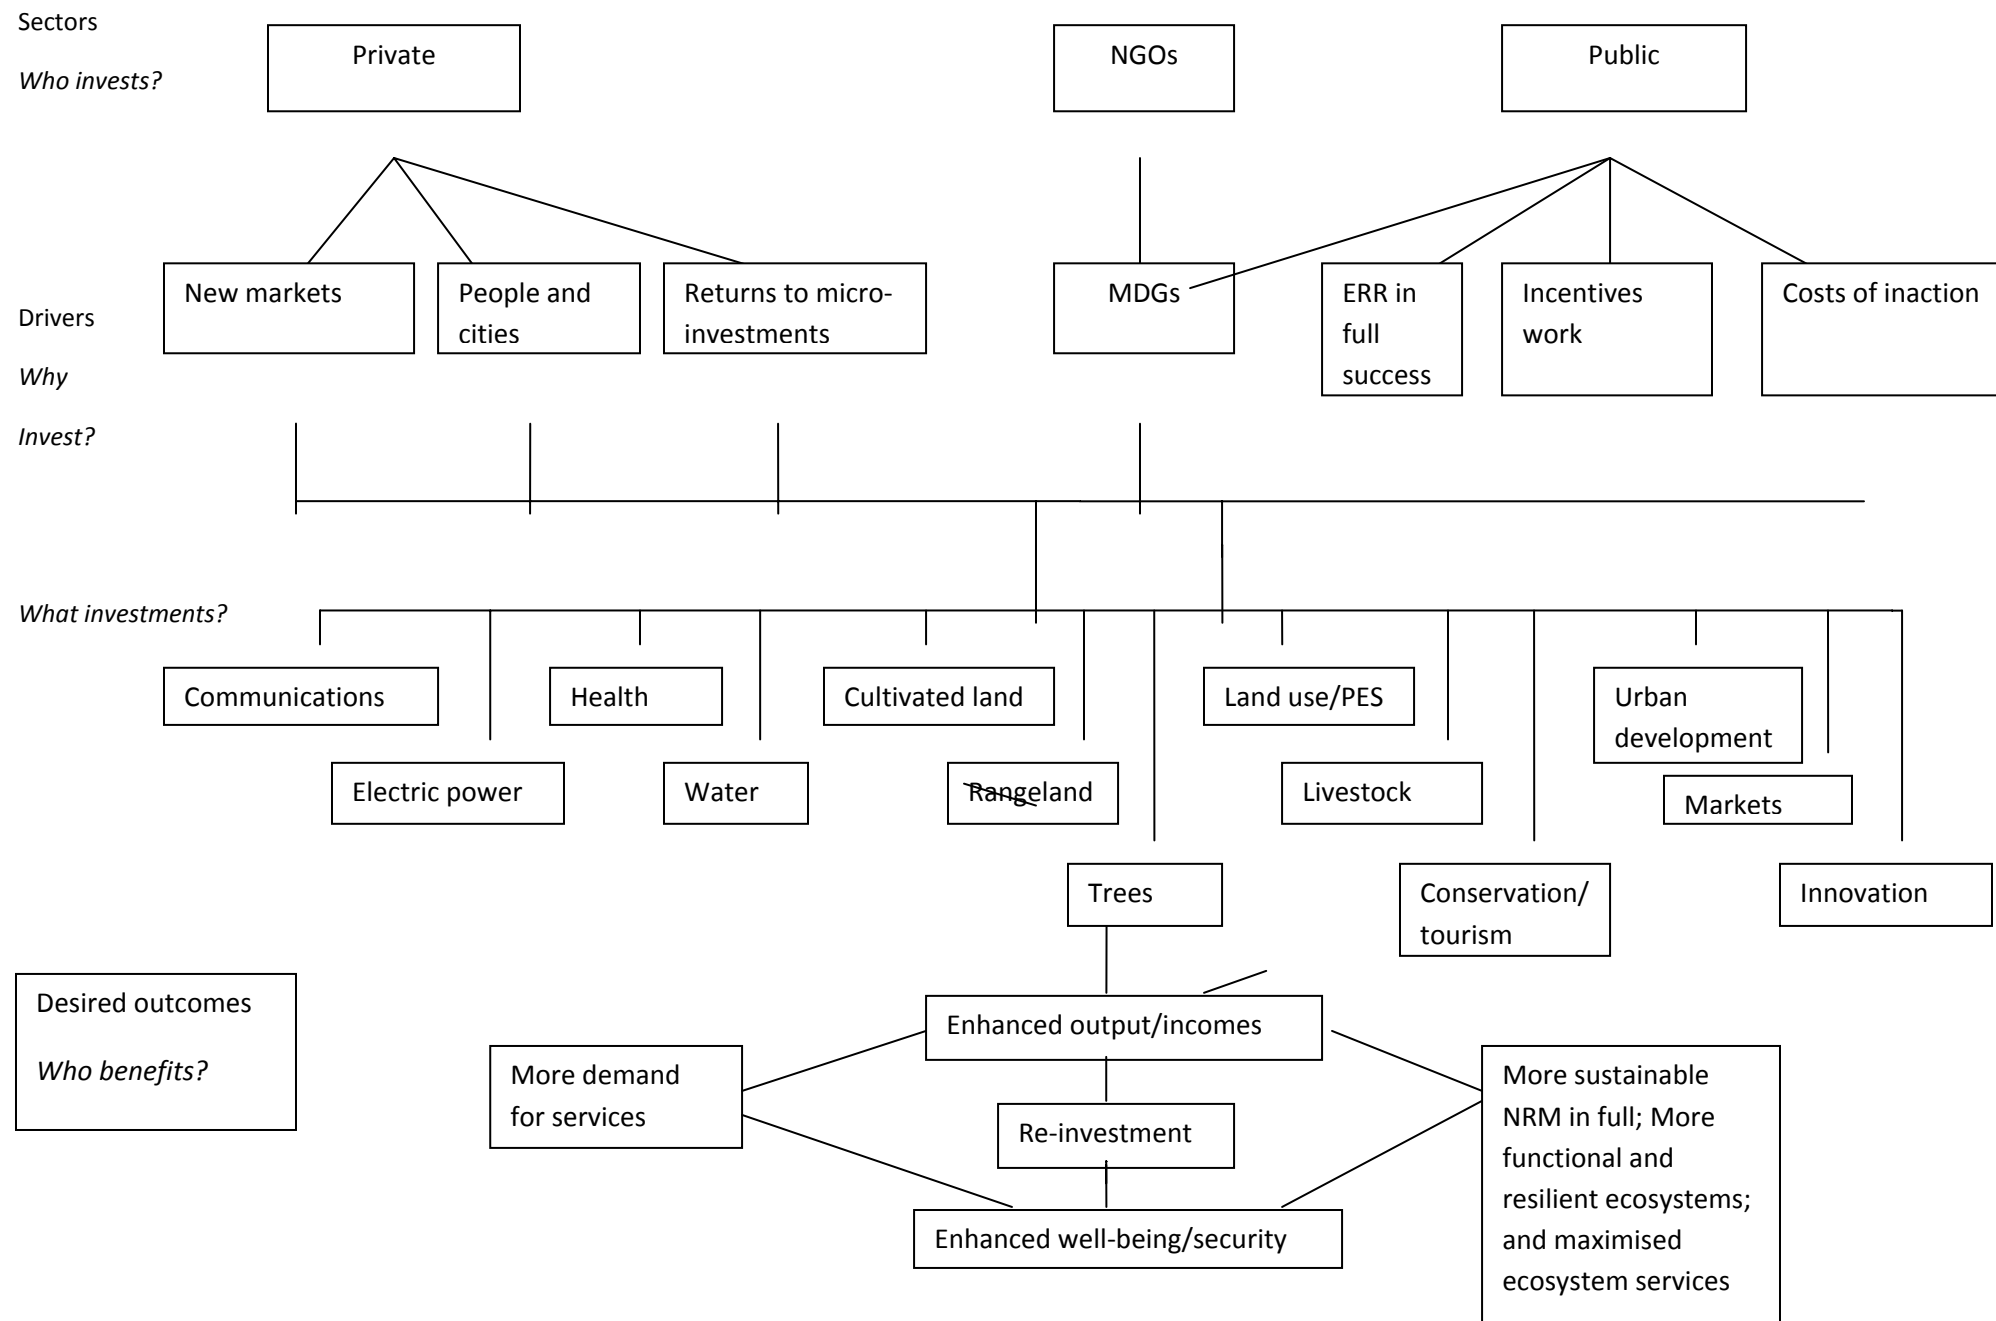 Sectors
Who invests?
Private
NGOs
Public
Drivers
Why
Invest?
New markets
People and
cities
Returns to micro-
investments
MDGs
ERR in
full
success
Incentives
work
Costs of inaction
What investments?
Communications
Health
Cultivated land
Land use/PES
Urban
development
Electric power
Water
Rangeland
Livestock
Markets
Trees
Conservation/
tourism
Innovation
Desired outcomes
Who benefits?
Enhanced output/incomes
More demand
for services
Re-investment
Enhanced well-being/security
More sustainable
NRM in full; More
functional and
resilient ecosystems;
and maximised
ecosystem services